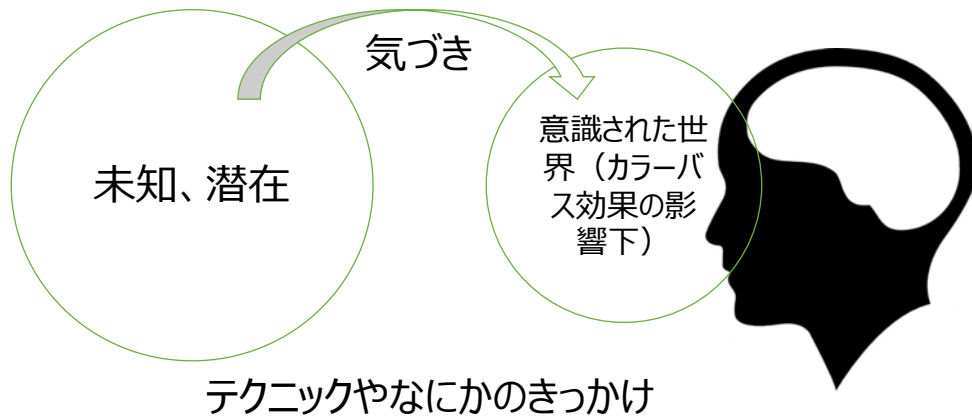 気づき
未知、潜在
意識された世
界（カラーバ
ス効果の影
響下）
テクニックやなにかのきっかけ